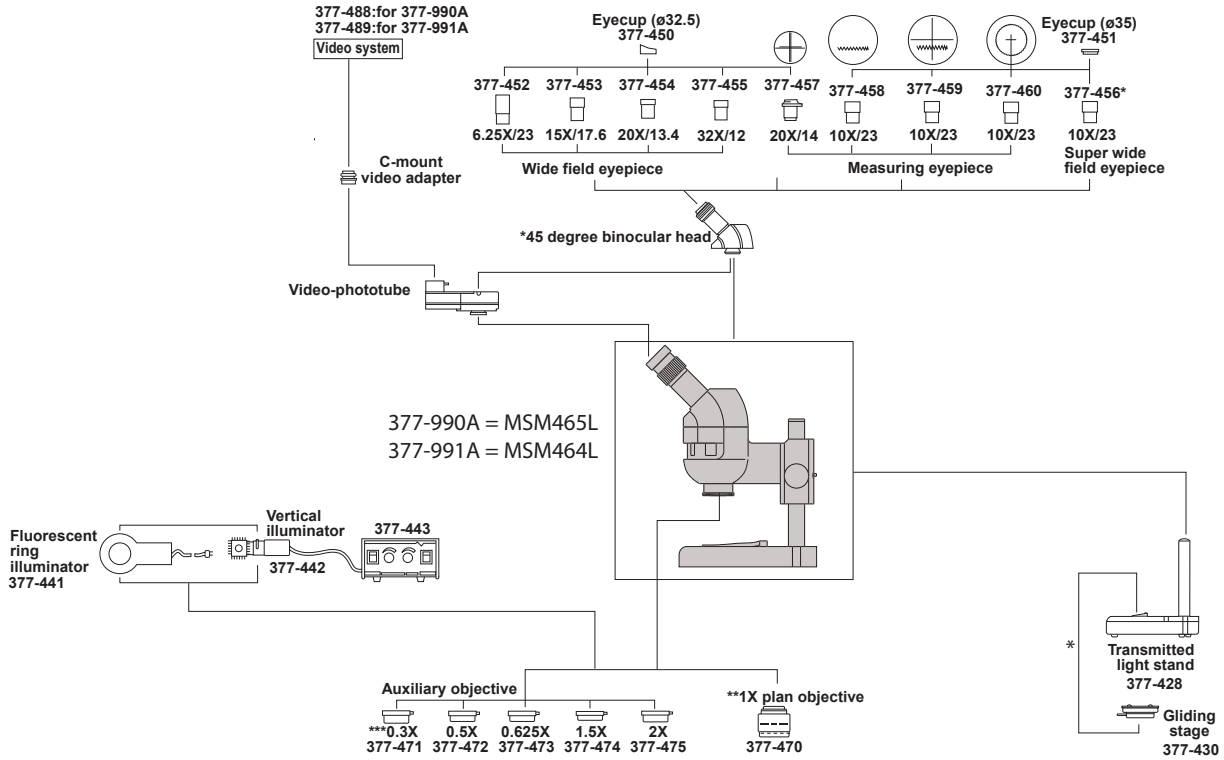 377-488:for 377-990A
377-489:for 377-991A
Video system
Eyecup (ø32.5)
377-450
Eyecup (ø35)
377-451
377-452 377-453 377-454 377-455 377-457 377-458 377-459 377-460 377-456*
6.25X/23 15X/17.6 20X/13.4 32X/12 20X/14 10X/23 10X/23 10X/23 10X/23
Wide field eyepiece
Measuring eyepiece
Super wide
field eyepiece
C-mount
video adapter
*45 degree binocular head
Video-phototube
377-990A = MSM465L
377-991A = MSM464L
Fluorescent
ring
illuminator
377-441
Vertical
illuminator
377-442
377-443
*
Transmitted
light stand
377-428
Gliding
stage
377-430
Auxiliary objective
***0.3X 0.5X 0.625X 1.5X 2X
377-471 377-472 377-473 377-474 377-475
**1X plan objective
377-470